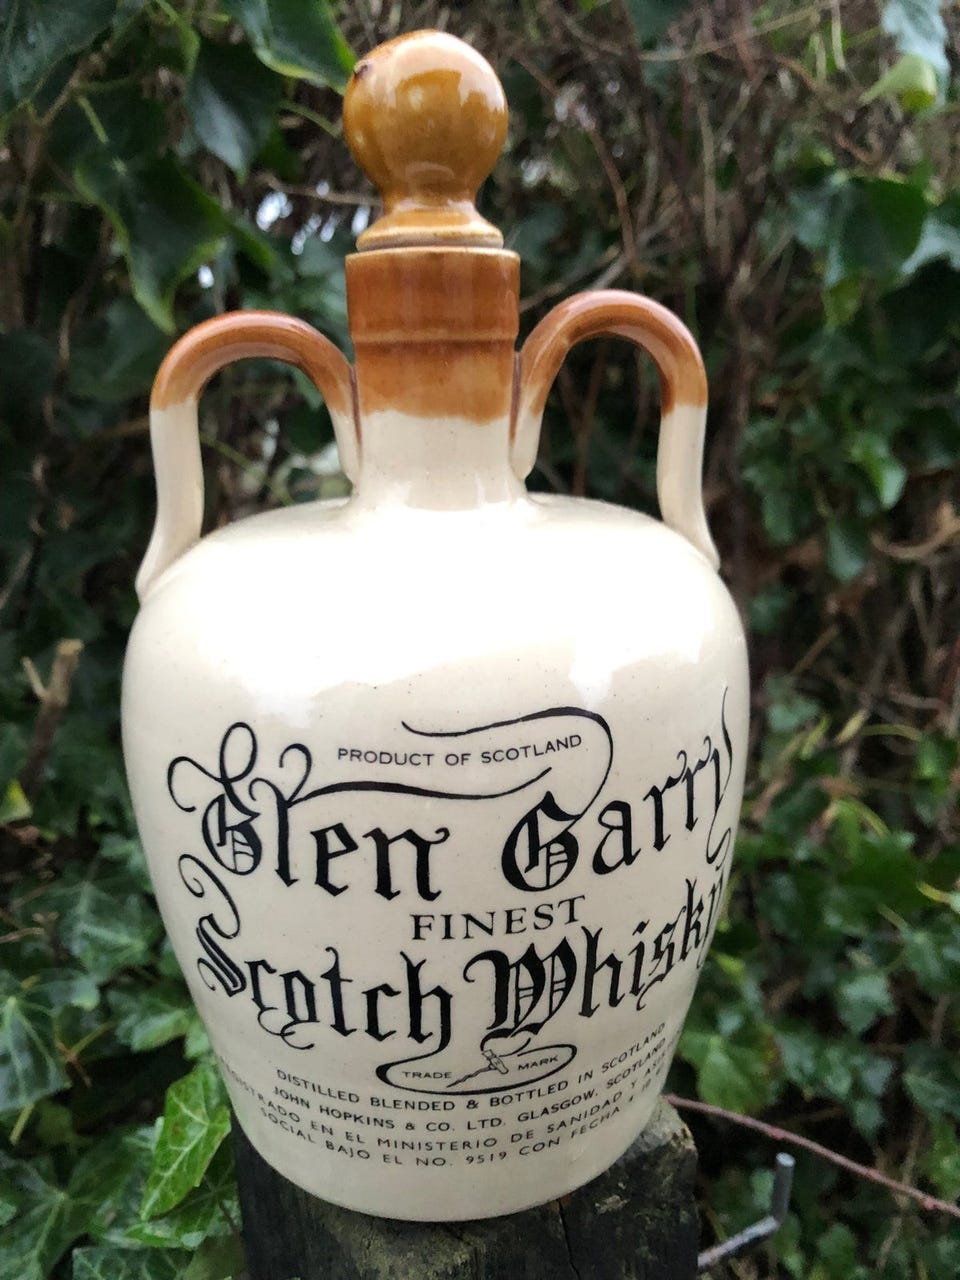 PRODUCT OF SCOTLAND
Glen Garry
FINEST
Scotch Whisky
TRADE MARK
DISTILLED BLENDED & BOTTLED IN SCOTLAND
JOHN HOPKINS & CO. LTD. GLASGOW, SCOTLAND
EN EL MINISTERIO DE SANIDAD Y
SOCIAL BAJO EL NO. 9519 CON FECHA